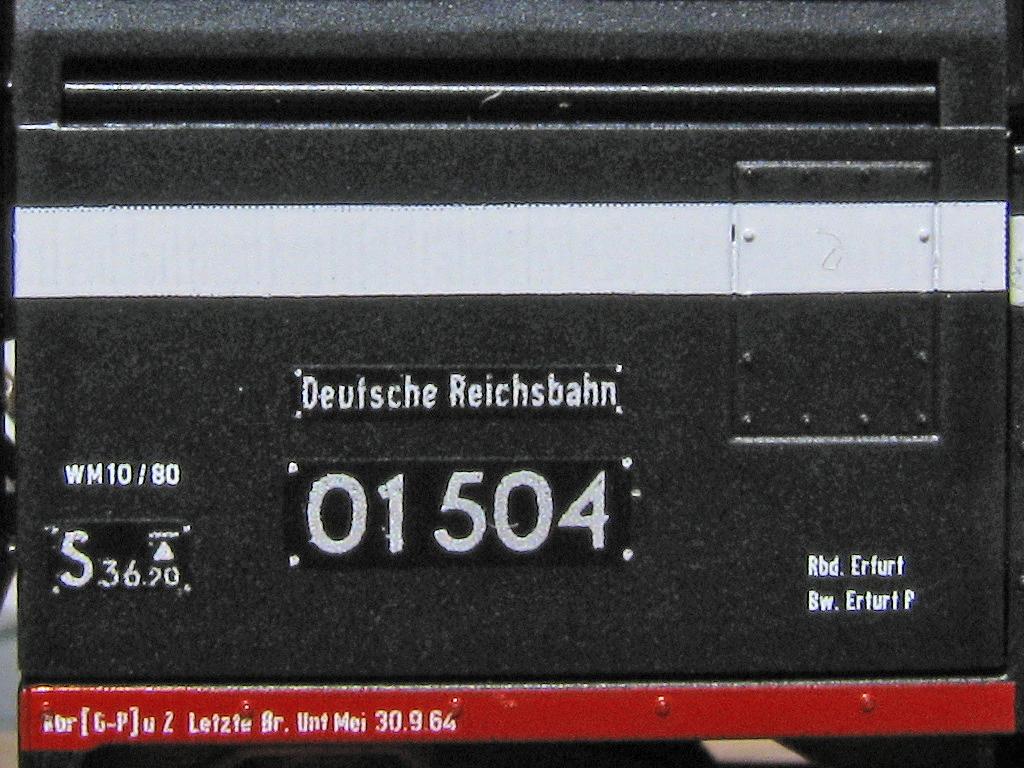 Deutsche Reichsbahn
WM10/80
01 504
S 36.20
Rbd. Erfurt
Bw. Erfurt P
[G-P]u 2 Letzte Br. Unt Mei 30.9.64